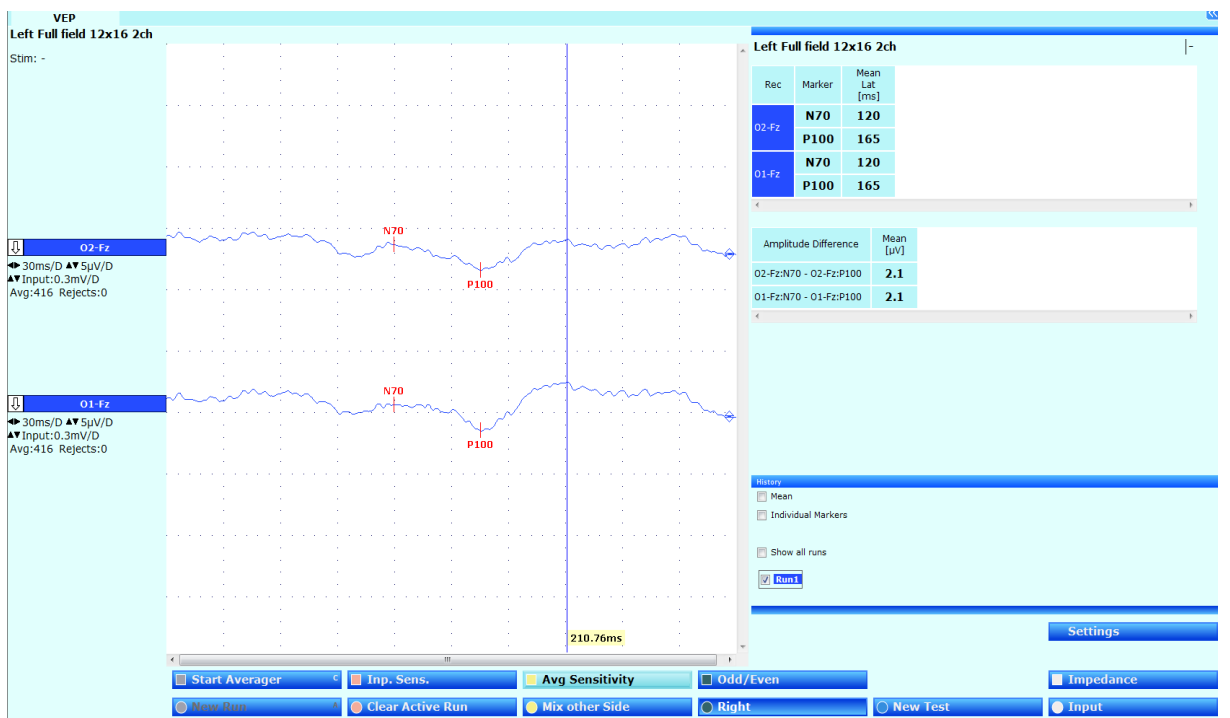 VEP
Left Full field 12x16 2ch
Stim: -
O2-Fz
30ms/D 5µV/D
Input:0.3mV/D
Avg:416 Rejects:0
N70
P100
O1-Fz
30ms/D 5µV/D
Input:0.3mV/D
Avg:416 Rejects:0
N70
P100
210.76ms
Left Full field 12x16 2ch
-
Rec Marker Mean Lat [ms]
O2-Fz N70 120
P100 165
O1-Fz N70 120
P100 165
Amplitude Difference Mean [µV]
O2-Fz:N70 - O2-Fz:P100 2.1
O1-Fz:N70 - O1-Fz:P100 2.1
History
Mean
Individual Markers
Show all runs
Run1
Settings
Start Averager C Inp. Sens. Avg Sensitivity Odd/Even Impedance
New Run Clear Active Run Mix other Side Right New Test Input